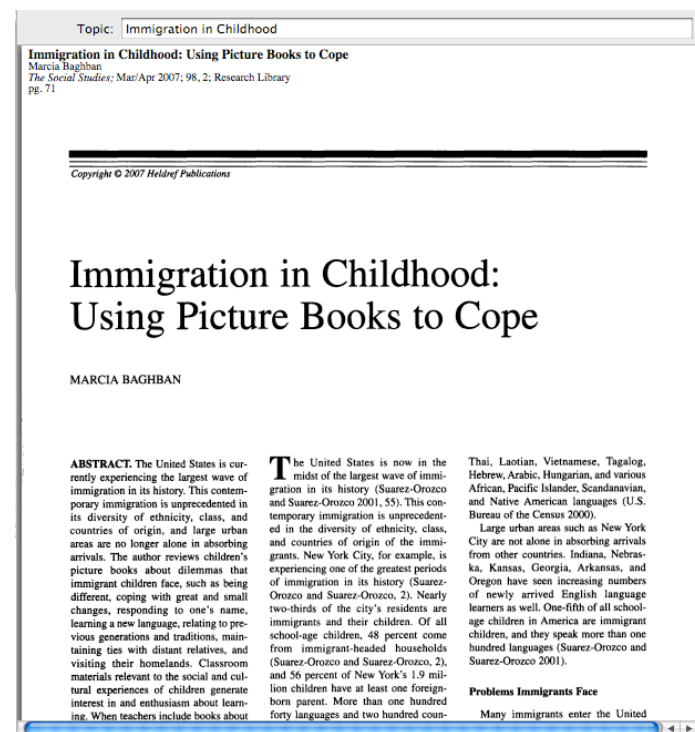 Topic: Immigration in Childhood
Immigration in Childhood: Using Picture Books to Cope
Marcia Baghban
The Social Studies; Mar/Apr 2007; 98, 2; Research Library
pg. 71
Copyright © 2007 Heldref Publications
Immigration in Childhood:
Using Picture Books to Cope
MARCIA BAGHBAN
ABSTRACT. The United States is cur-
rently experiencing the largest wave of
immigration in its history. This contem-
porary immigration is unprecedented in
its diversity of ethnicity, class, and
countries of origin, and large urban
areas are no longer alone in absorbing
arrivals. The author reviews children's
picture books about dilemmas that
immigrant children face, such as being
different, coping with great and small
changes, responding to one's name,
learning a new language, relating to pre-
vious generations and traditions, main-
taining ties with distant relatives, and
visiting their homelands. Classroom
materials relevant to the social and cul-
tural experiences of children generate
interest in and enthusiasm about learn-
ing. When teachers include books about
The United States is now in the
midst of the largest wave of immi-
gration in its history (Suarez-Orozco
and Suarez-Orozco 2001, 55). This con-
temporary immigration is unprecedent-
ed in the diversity of ethnicity, class,
and countries of origin of the immi-
grants. New York City, for example, is
experiencing one of the greatest periods
of immigration in its history (Suarez-
Orozco and Suarez-Orozco, 2). Nearly
two-thirds of the city's residents are
immigrants and their children. Of all
school-age children, 48 percent come
from immigrant-headed households
(Suarez-Orozco and Suarez-Orozco, 2),
and 56 percent of New York's 1.9 mil-
lion children have at least one foreign-
born parent. More than one hundred
forty languages and two hundred coun-
Thai, Laotian, Vietnamese, Tagalog,
Hebrew, Arabic, Hungarian, and various
African, Pacific Islander, Scandanavian,
and Native American languages (U.S.
Bureau of the Census 2000).
Large urban areas such as New York
City are not alone in absorbing arrivals
from other countries. Indiana, Nebras-
ka, Kansas, Georgia, Arkansas, and
Oregon have seen increasing numbers
of newly arrived English language
learners as well. One-fifth of all school-
age children in America are immigrant
children, and they speak more than one
hundred languages (Suarez-Orozco and
Suarez-Orozco 2001).
Problems Immigrants Face
Many immigrants enter the United